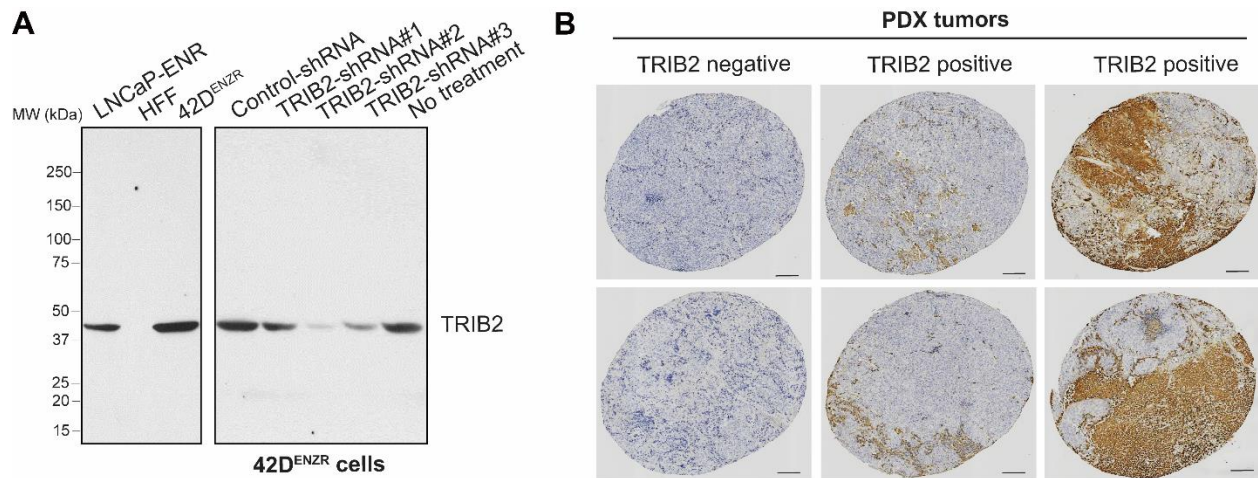 A
LNCaP-ENR
HFF
42D^ENZR
Control-shRNA
TRIB2-shRNA#1
TRIB2-shRNA#2
TRIB2-shRNA#3
No treatment
MW (kDa)
250
150
100
75
50
37
25
20
15
TRIB2
42D^ENZR cells
B
PDX tumors
TRIB2 negative TRIB2 positive TRIB2 positive